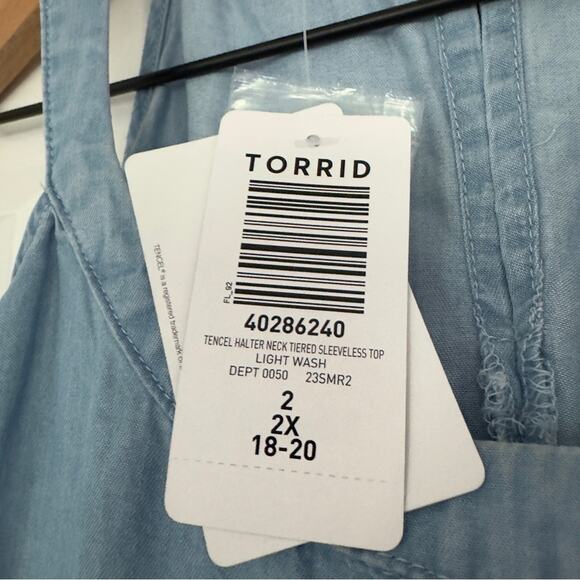 TORRID
FL_92
40286240
TENCEL HALTER NECK TIERED SLEEVELESS TOP
LIGHT WASH
DEPT 0050 23SMR2
2
2X
18-20
TENCEL® is a registered trademark of